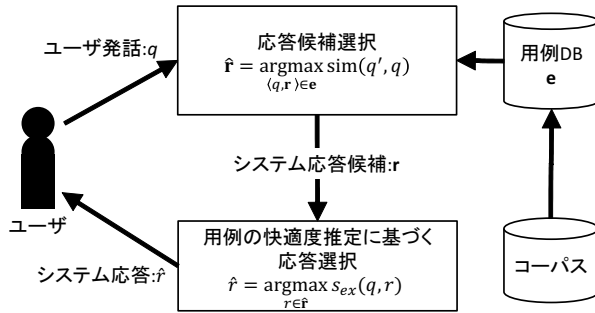 ユーザ発話:q
応答候補選択
r̂ = argmax sim(q′, q)
⟨q,r⟩∈e
用例DB
e
システム応答候補:r
ユーザ
用例の快適度推定に基づく
応答選択
r̂ = argmax s_ex(q, r)
r∈r̂
システム応答:r̂
コーパス